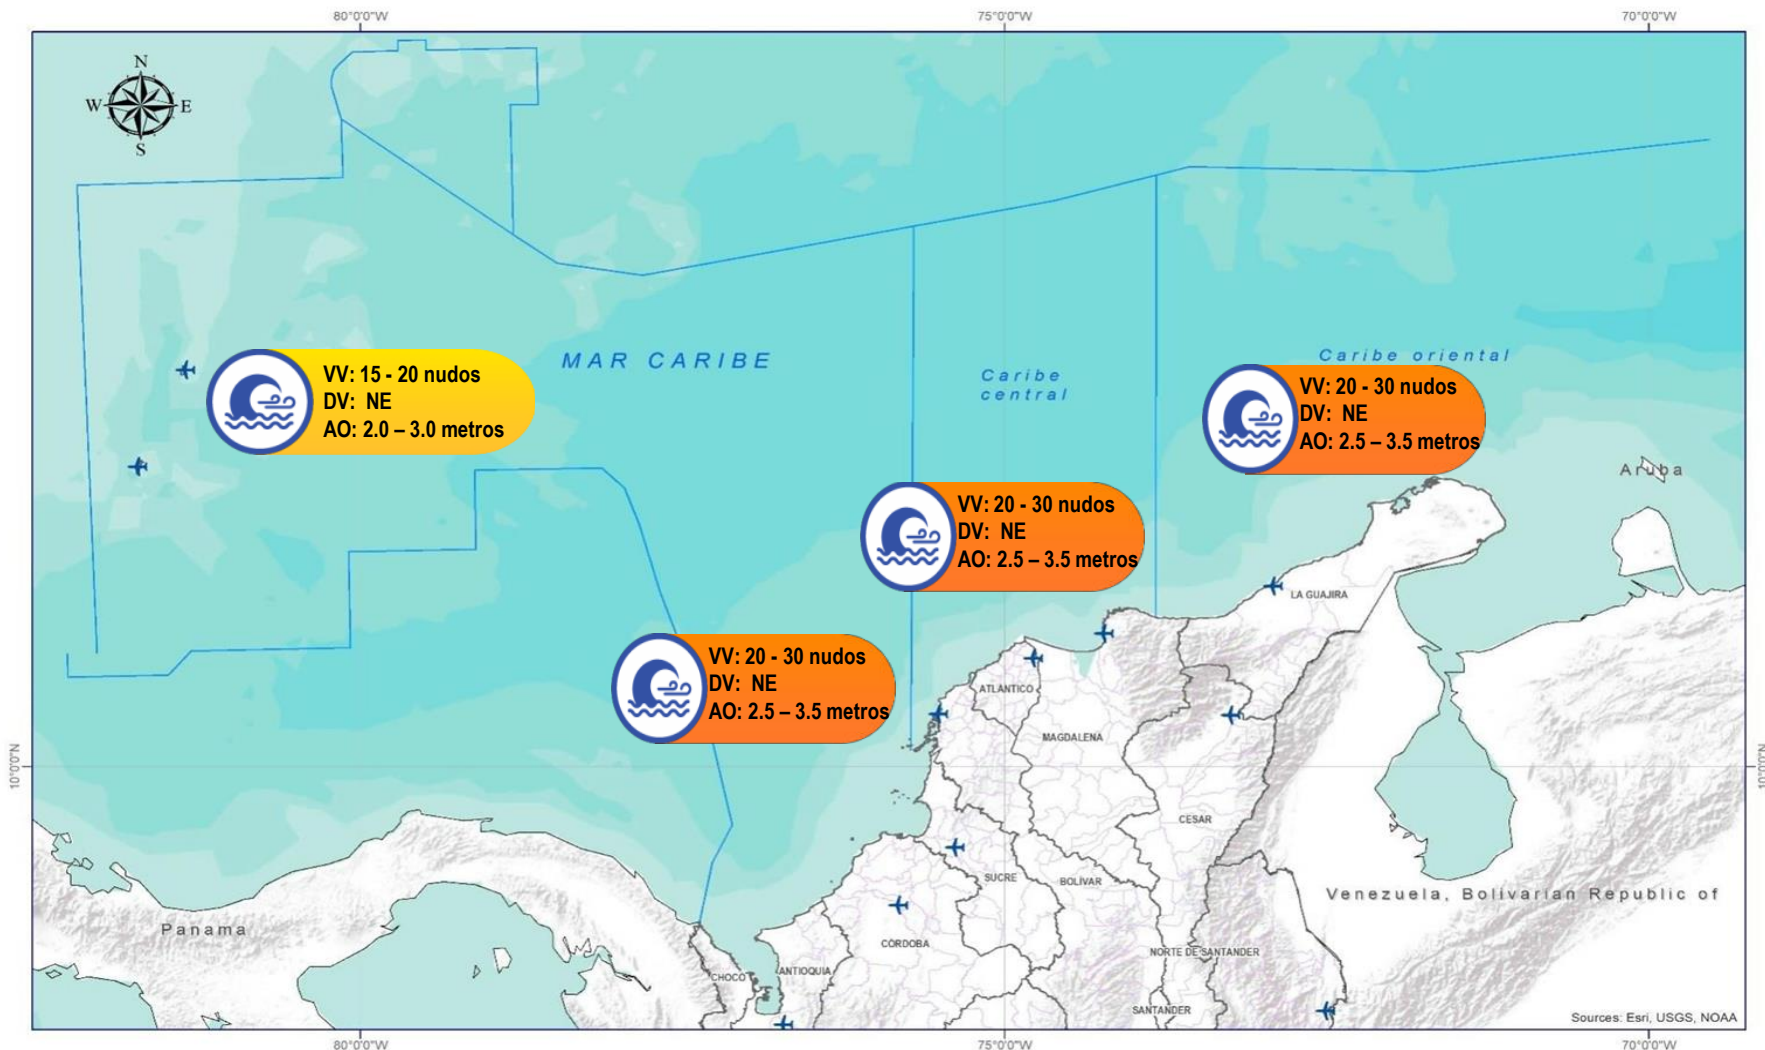 80°0'0"W
75°0'0"W
70°0'0"W
N
W
E
S
MAR CARIBE
Caribe
central
Caribe oriental
VV: 15 - 20 nudos
DV: NE
AO: 2.0 – 3.0 metros
VV: 20 - 30 nudos
DV: NE
AO: 2.5 – 3.5 metros
VV: 20 - 30 nudos
DV: NE
AO: 2.5 – 3.5 metros
VV: 20 - 30 nudos
DV: NE
AO: 2.5 – 3.5 metros
Aruba
LA GUAJIRA
ATLANTICO
MAGDALENA
10°0'0"N
10°0'0"N
CESAR
SUCRE
BOLÍVAR
Venezuela, Bolivarian Republic of
Panama
CÓRDOBA
NORTE DE SANTANDER
CHOCO
ANTIOQUIA
SANTANDER
Sources: Esri, USGS, NOAA
80°0'0"W
75°0'0"W
70°0'0"W